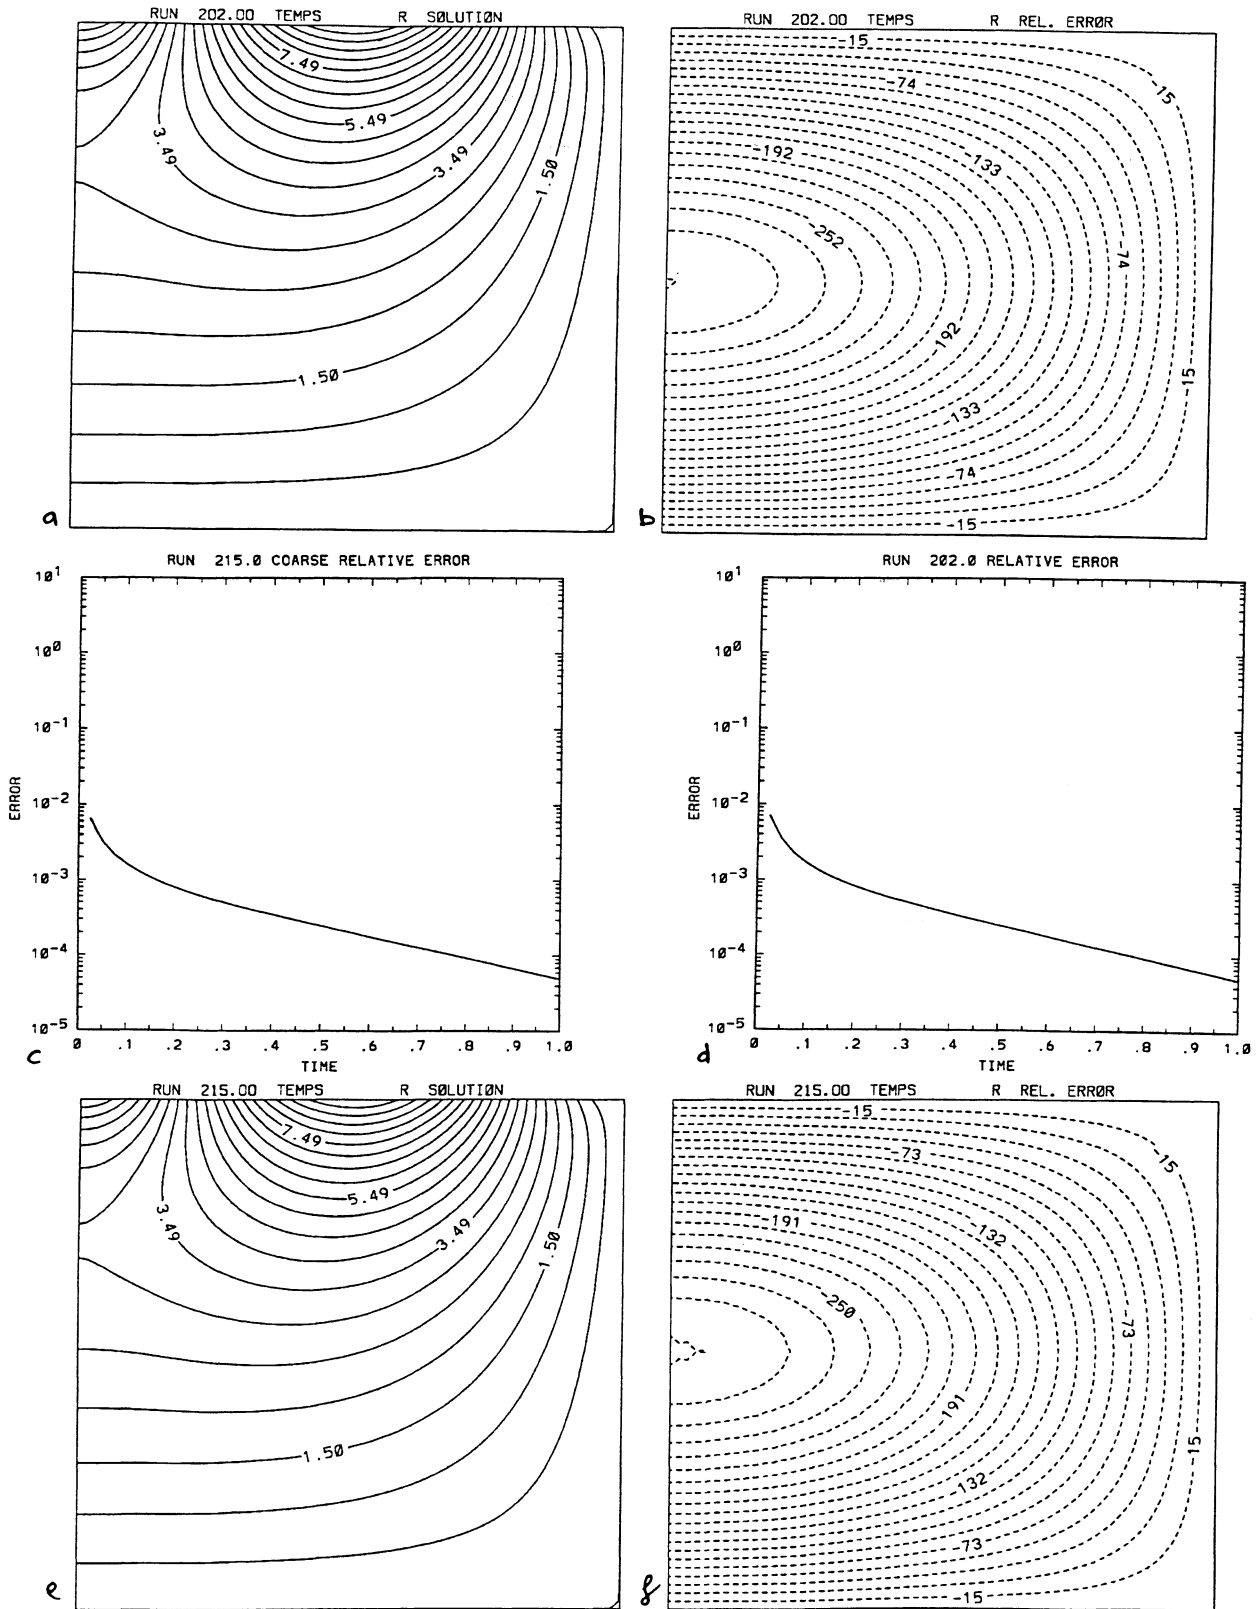 RUN 202.00 TEMPS R SØLUTIØN
7.49
5.49
3.49
3.49
1.50
1.50
a
RUN 202.00 TEMPS R REL. ERRØR
-15
-15
-74
-192
-133
-252
-74
-192
-15
-133
-74
-15
b
RUN 215.0 COARSE RELATIVE ERROR
10¹
10⁰
10⁻¹
10⁻²
10⁻³
10⁻⁴
10⁻⁵
ERROR
0 .1 .2 .3 .4 .5 .6 .7 .8 .9 1.0
TIME
c
RUN 202.0 RELATIVE ERROR
10¹
10⁰
10⁻¹
10⁻²
10⁻³
10⁻⁴
10⁻⁵
ERROR
0 .1 .2 .3 .4 .5 .6 .7 .8 .9 1.0
TIME
d
RUN 215.00 TEMPS R SØLUTIØN
7.49
5.49
3.49
3.49
1.50
1.50
e
RUN 215.00 TEMPS R REL. ERRØR
-15
-15
-73
-191
-132
-250
-73
-191
-15
-132
-73
-15
f